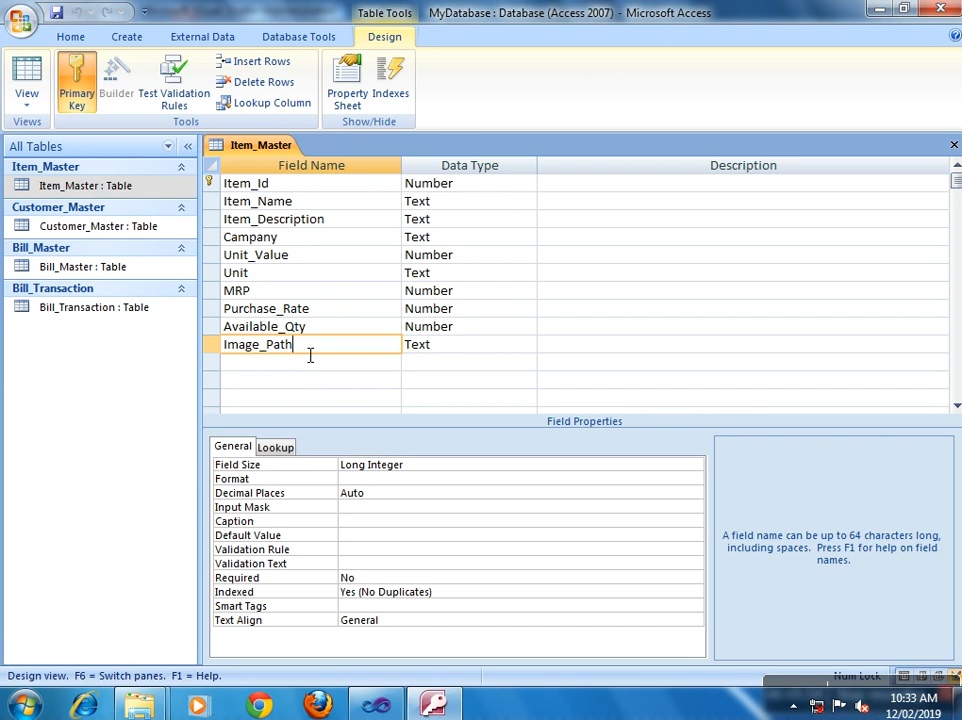 Table Tools
MyDatabase : Database (Access 2007) - Microsoft Access
Home
Create
External Data
Database Tools
Design
View
Primary Key
Builder
Test Validation Rules
Insert Rows
Delete Rows
Lookup Column
Property Sheet
Indexes
Views
Tools
Show/Hide
All Tables
Item_Master
Item_Master : Table
Customer_Master
Customer_Master : Table
Bill_Master
Bill_Master : Table
Bill_Transaction
Bill_Transaction : Table
Item_Master
Field Name Data Type Description
Item_Id Number
Item_Name Text
Item_Description Text
Campany Text
Unit_Value Number
Unit Text
MRP Number
Purchase_Rate Number
Available_Qty Number
Image_Path Text
Field Properties
General Lookup
Field Size Long Integer
Format
Decimal Places Auto
Input Mask
Caption
Default Value
Validation Rule
Validation Text
Required No
Indexed Yes (No Duplicates)
Smart Tags
Text Align General
A field name can be up to 64 characters long,
including spaces. Press F1 for help on field
names.
Design view. F6 = Switch panes. F1 = Help.
Num Lock
10:33 AM
12/02/2019